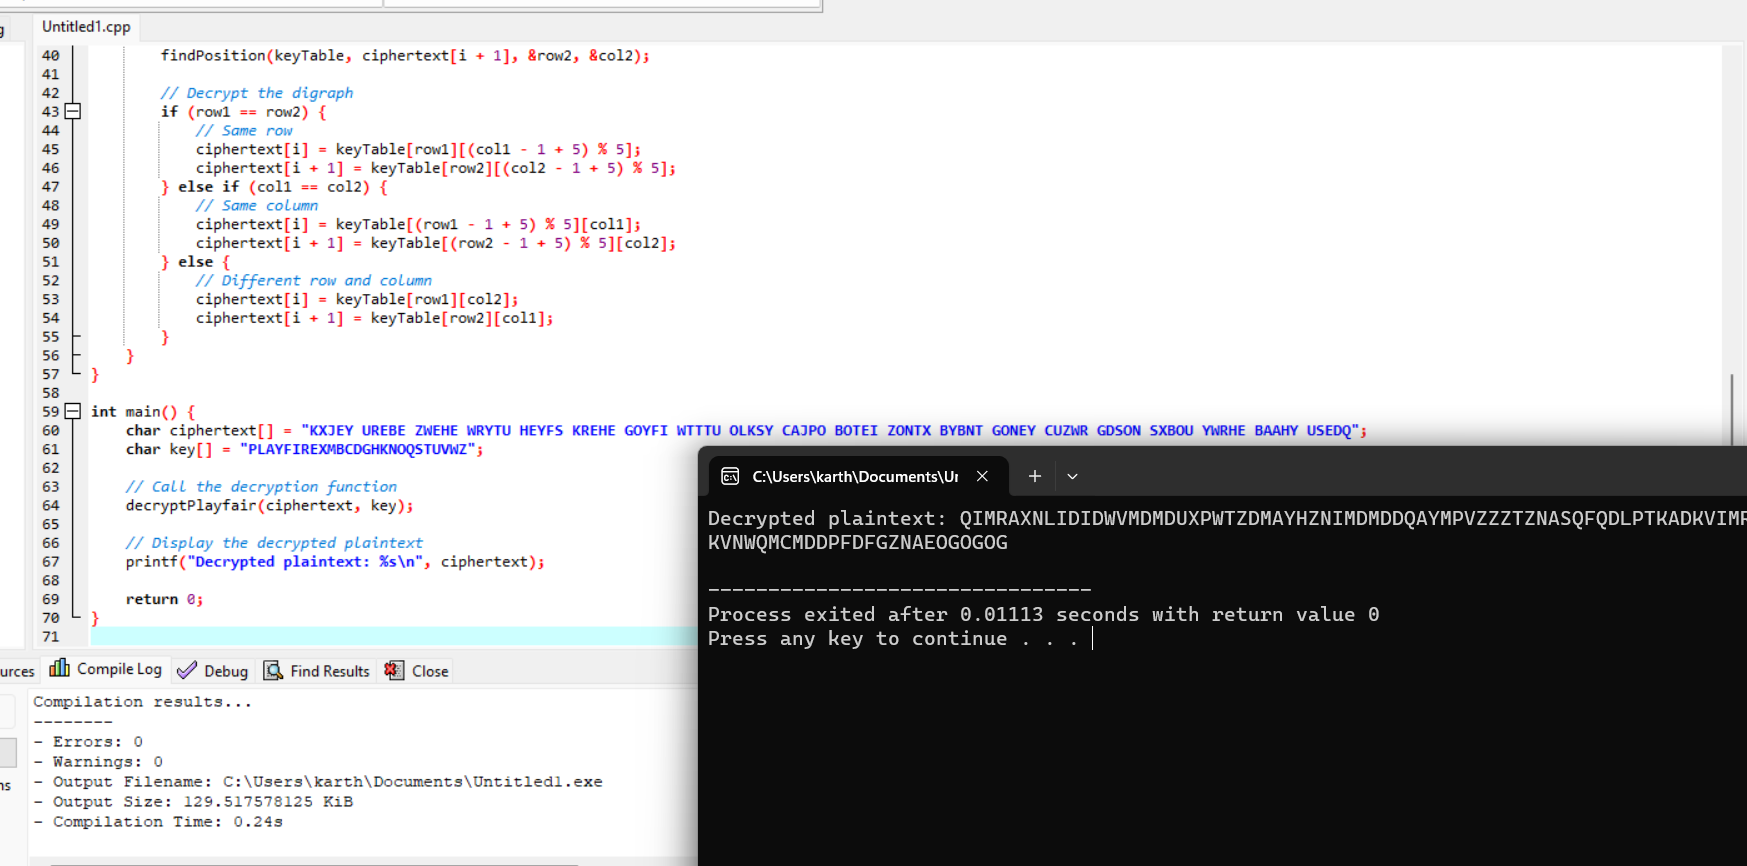 g
Untitled1.cpp
40 findPosition(keyTable, ciphertext[i + 1], &row2, &col2);
41
42 // Decrypt the digraph
43 if (row1 == row2) {
44 // Same row
45 ciphertext[i] = keyTable[row1][(col1 - 1 + 5) % 5];
46 ciphertext[i + 1] = keyTable[row2][(col2 - 1 + 5) % 5];
47 } else if (col1 == col2) {
48 // Same column
49 ciphertext[i] = keyTable[(row1 - 1 + 5) % 5][col1];
50 ciphertext[i + 1] = keyTable[(row2 - 1 + 5) % 5][col2];
51 } else {
52 // Different row and column
53 ciphertext[i] = keyTable[row1][col2];
54 ciphertext[i + 1] = keyTable[row2][col1];
55 }
56 }
57 }
58
59 int main() {
60 char ciphertext[] = "KXJEY UREBE ZWEHE WRYTU HEYFS KREHE GOYFI WTTTU OLKSY CAJPO BOTEI ZONTX BYBNT GONEY CUZWR GDSON SXBOU YWRHE BAAHY USEDQ";
61 char key[] = "PLAYFIREXMBCDGHKNOQSTUVWZ";
62
63 // Call the decryption function
64 decryptPlayfair(ciphertext, key);
65
66 // Display the decrypted plaintext
67 printf("Decrypted plaintext: %s\n", ciphertext);
68
69 return 0;
70 }
71
C:\Users\karth\Documents\Ur
Decrypted plaintext: QIMRAXNLIDIDWVMDMDUXPWTZDMAYHZNIMDMDDQAYMPVZZZTZNASQFQDLPTKADKVIMR
KVNWQMCMDDPFDFGZNAEOGOGOG
--------------------------------
Process exited after 0.01113 seconds with return value 0
Press any key to continue . . .
urces Compile Log Debug Find Results Close
Compilation results...
--------
- Errors: 0
- Warnings: 0
- Output Filename: C:\Users\karth\Documents\Untitled1.exe
- Output Size: 129.517578125 KiB
- Compilation Time: 0.24s
ns